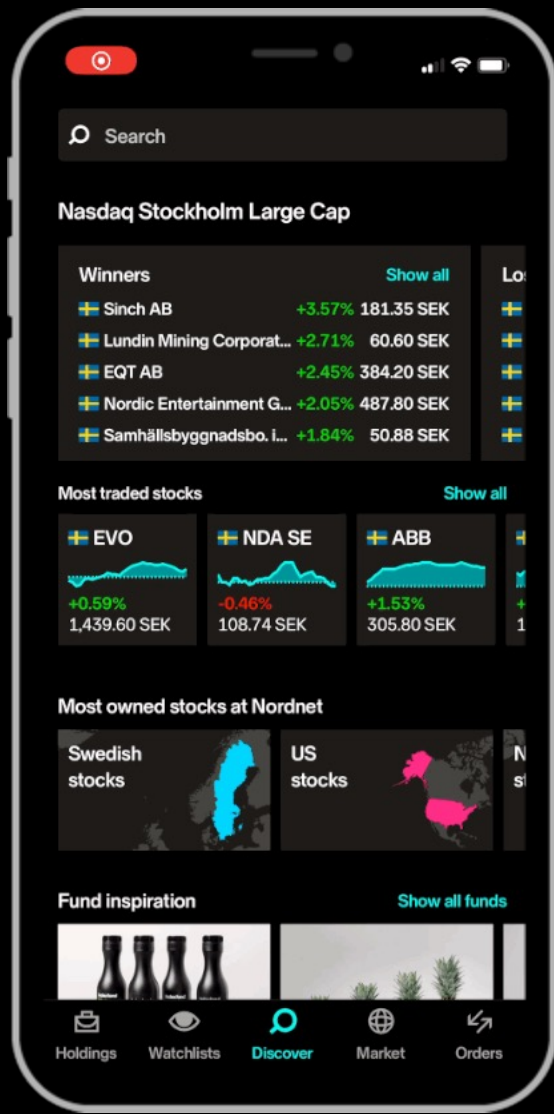 Search
Nasdaq Stockholm Large Cap
Winners Show all
Sinch AB +3.57% 181.35 SEK
Lundin Mining Corporat... +2.71% 60.60 SEK
EQT AB +2.45% 384.20 SEK
Nordic Entertainment G... +2.05% 487.80 SEK
Samhällsbyggnadsbo. i... +1.84% 50.88 SEK
Most traded stocks Show all
EVO NDA SE ABB
+0.59% -0.46% +1.53%
1,439.60 SEK 108.74 SEK 305.80 SEK
Most owned stocks at Nordnet
Swedish US
stocks stocks
Fund inspiration Show all funds
Holdings Watchlists Discover Market Orders